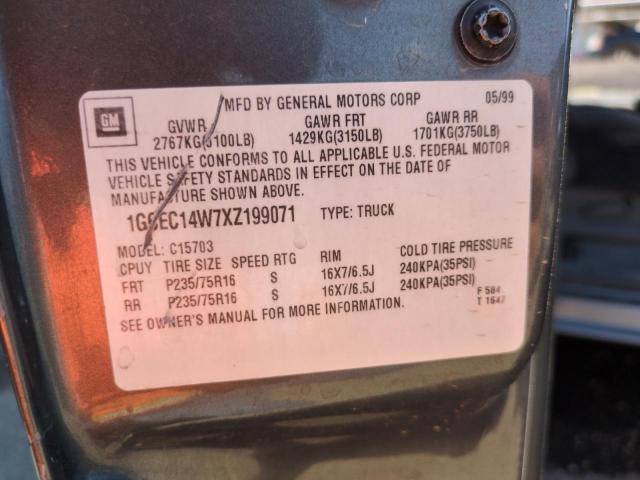 GM
MFD BY GENERAL MOTORS CORP 05/99
GVWR GAWR FRT GAWR RR
2767KG(6100LB) 1429KG(3150LB) 1701KG(3750LB)
THIS VEHICLE CONFORMS TO ALL APPLICABLE U.S. FEDERAL MOTOR
VEHICLE SAFETY STANDARDS IN EFFECT ON THE DATE OF
MANUFACTURE SHOWN ABOVE.
1GCEC14W7XZ199071 TYPE: TRUCK
MODEL: C15703
CPUY TIRE SIZE SPEED RTG RIM COLD TIRE PRESSURE
FRT P235/75R16 S 16X7/6.5J 240KPA(35PSI)
RR P235/75R16 S 16X7/6.5J 240KPA(35PSI)
SEE OWNER'S MANUAL FOR MORE INFORMATION.
F 584
T 1647